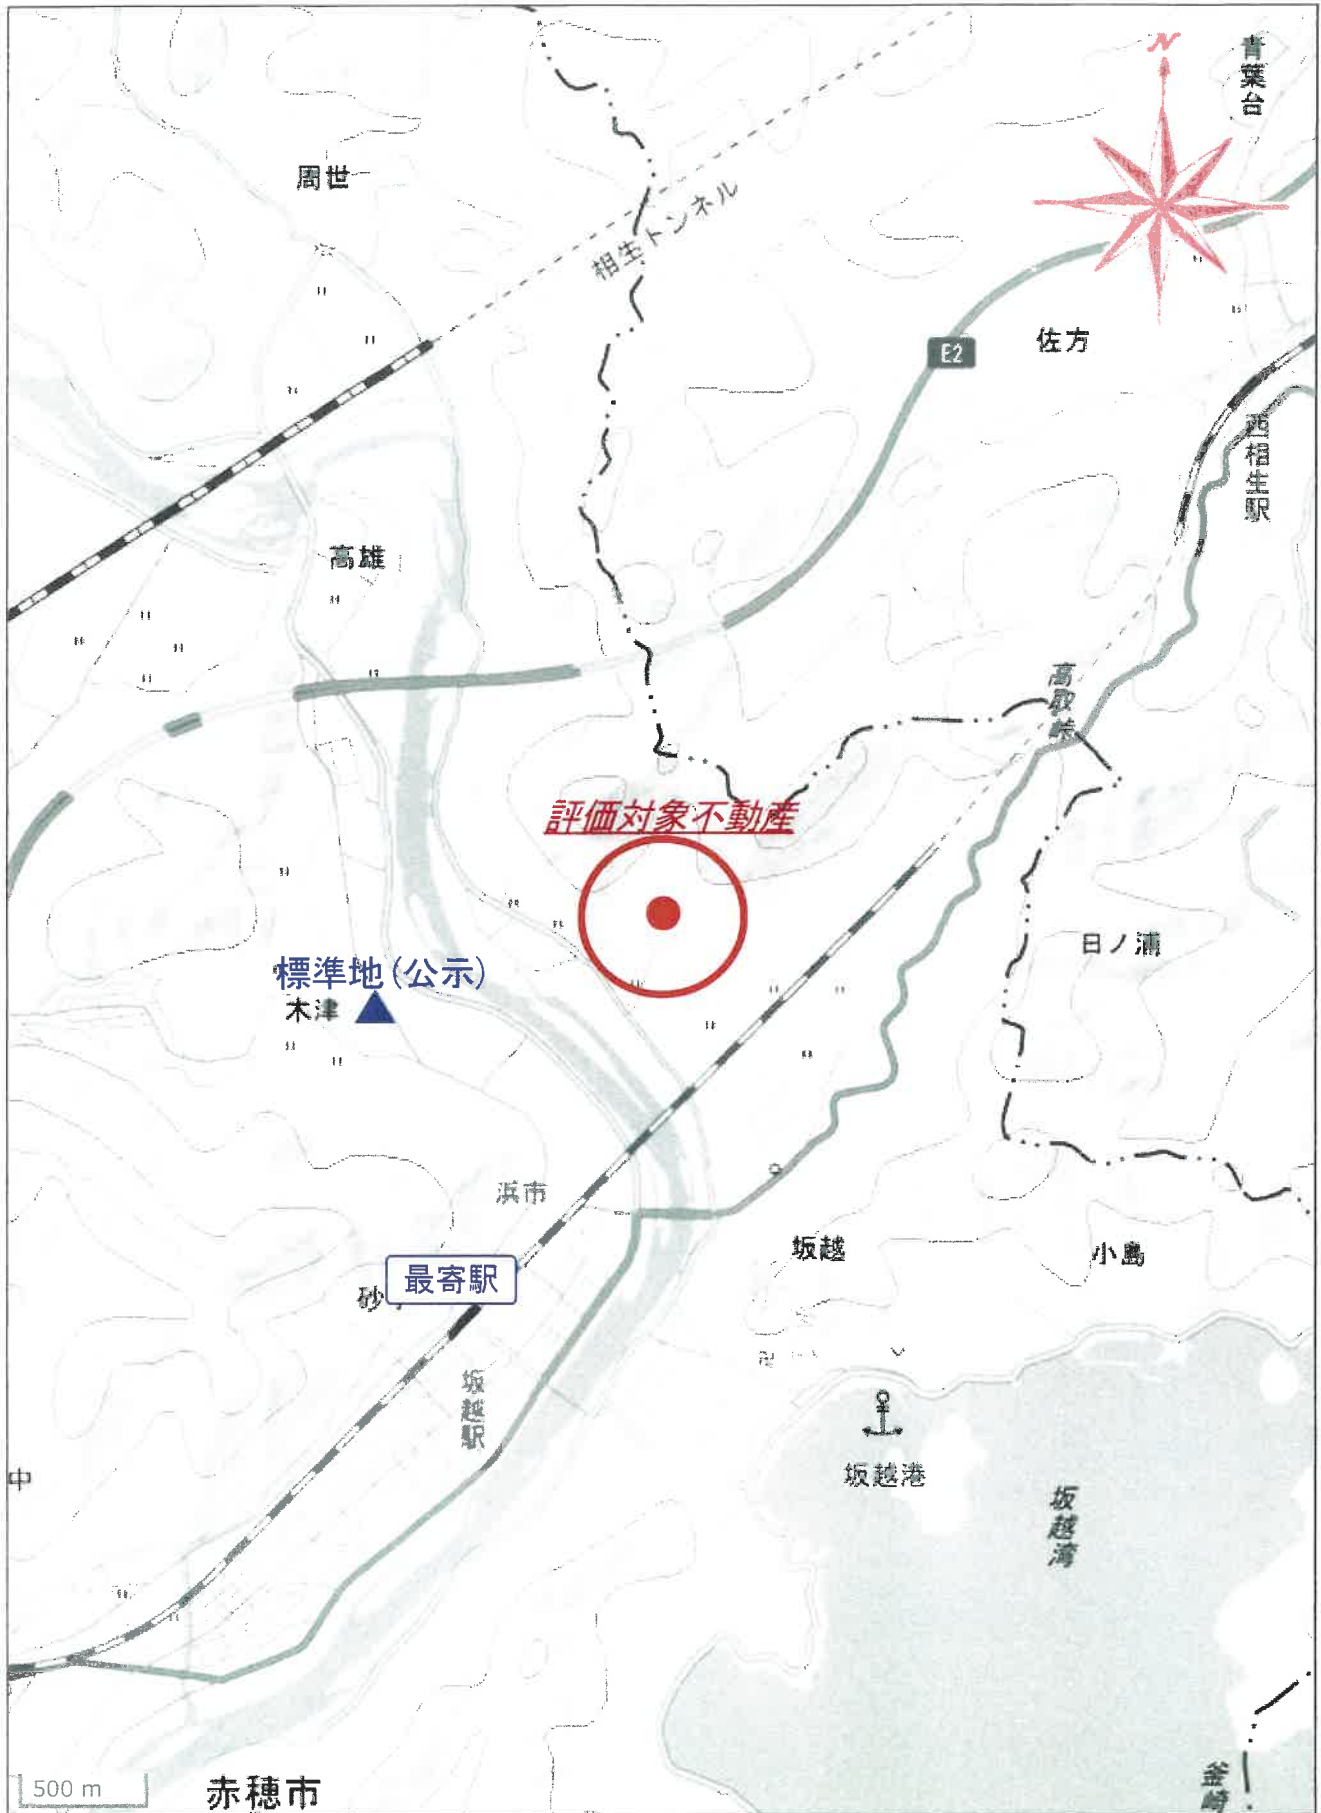 N
青葉台
周世
相生トンネル
E2
佐方
西相生駅
高雄
高取峠
評価対象不動産
日ノ浦
標準地(公示)
木津
浜市
坂越
小島
最寄駅
砂
坂越駅
坂越港
中
坂越湾
釜崎
500 m
赤穂市